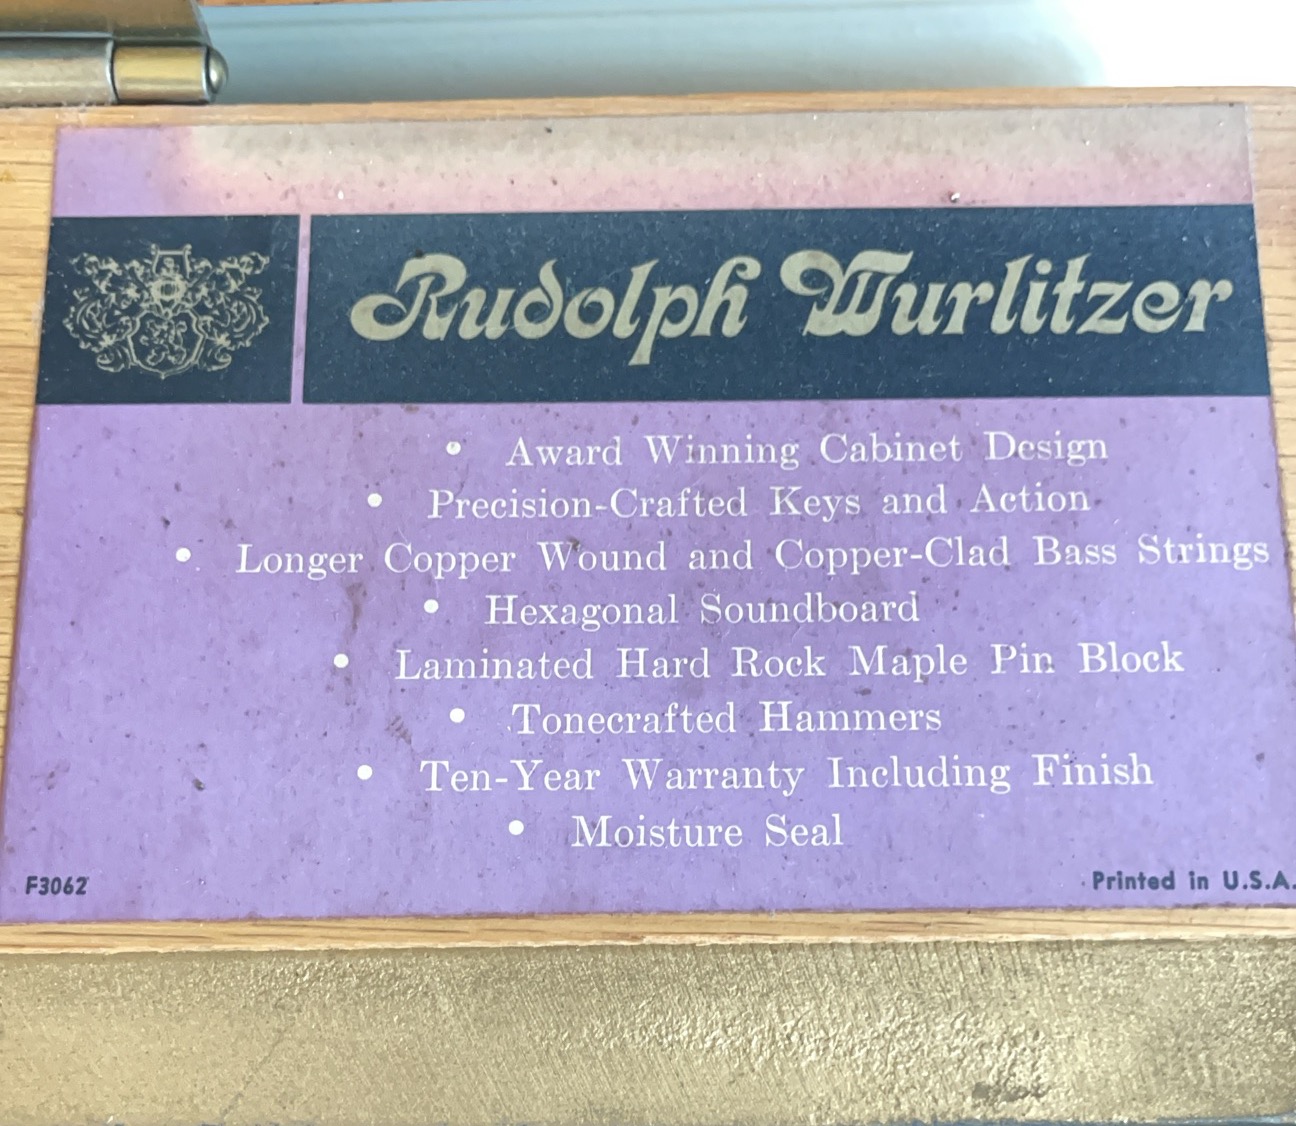 Rudolph Wurlitzer
• Award Winning Cabinet Design
• Precision-Crafted Keys and Action
• Longer Copper Wound and Copper-Clad Bass Strings
• Hexagonal Soundboard
• Laminated Hard Rock Maple Pin Block
• Tonecrafted Hammers
• Ten-Year Warranty Including Finish
• Moisture Seal
F3062 Printed in U.S.A.